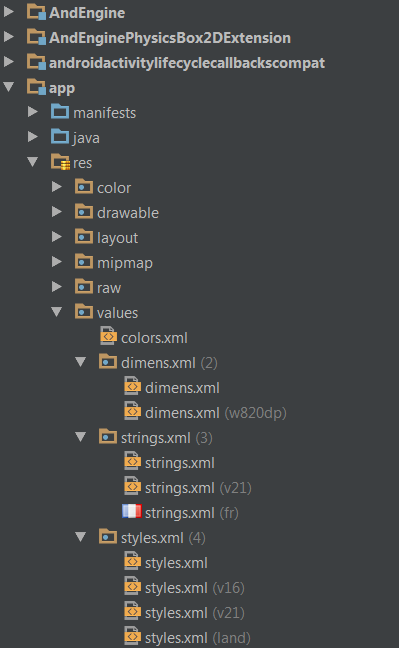 AndEngine
AndEnginePhysicsBox2DExtension
androidactivitylifecyclecallbackscompat
app
manifests
java
res
color
drawable
layout
mipmap
raw
values
colors.xml
dimens.xml (2)
dimens.xml
dimens.xml (w820dp)
strings.xml (3)
strings.xml
strings.xml (v21)
strings.xml (fr)
styles.xml (4)
styles.xml
styles.xml (v16)
styles.xml (v21)
styles.xml (land)